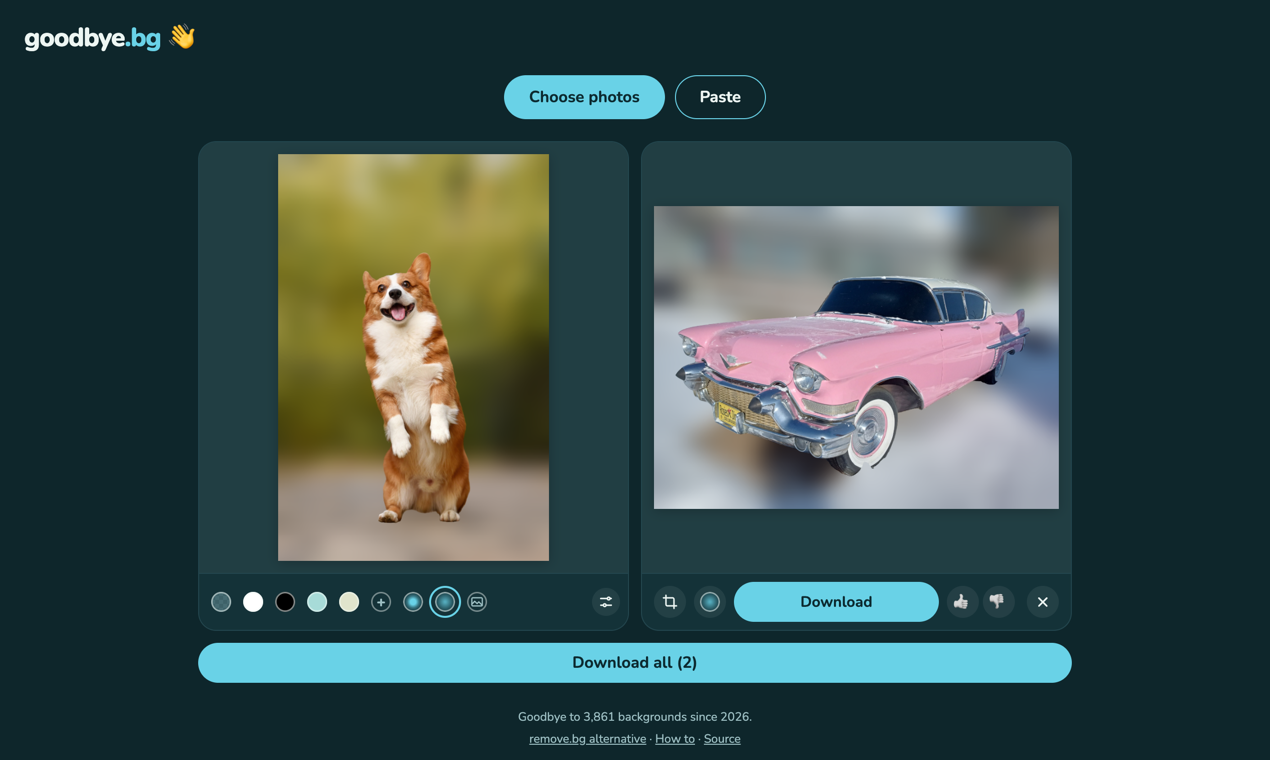 goodbye.bg 👋
Choose photos
Paste
Download
Download all (2)
Goodbye to 3,861 backgrounds since 2026.
remove.bg alternative · How to · Source